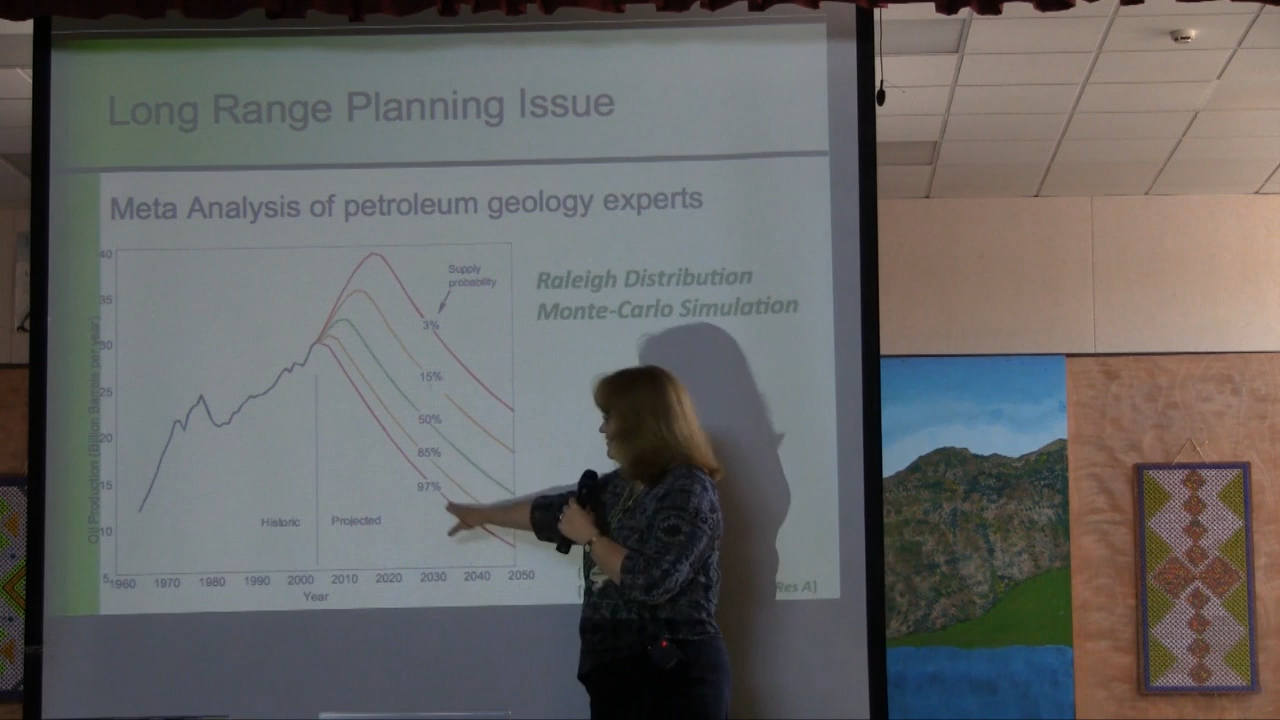 Long Range Planning Issue
Meta Analysis of petroleum geology experts
Raleigh Distribution
Monte-Carlo Simulation
Supply
probability
3%
15%
50%
85%
97%
Historic
Projected
Oil Production (Billion Barrels per year)
40
35
30
25
20
15
10
5
1960 1970 1980 1990 2000 2010 2020 2030 2040 2050
Year
Res A)